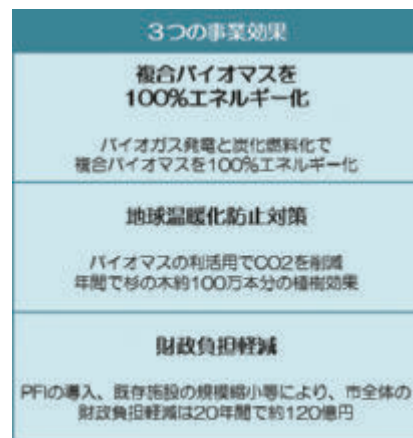 3つの事業効果
複合バイオマスを
100%エネルギー化
バイオガス発電と炭化燃料化で
複合バイオマスを100%エネルギー化
地球温暖化防止対策
バイオマスの利活用でCO2を削減
年間で杉の木約100万本分の植樹効果
財政負担軽減
PFIの導入、既存施設の規模縮小等により、市全体の
財政負担軽減は20年間で約120億円